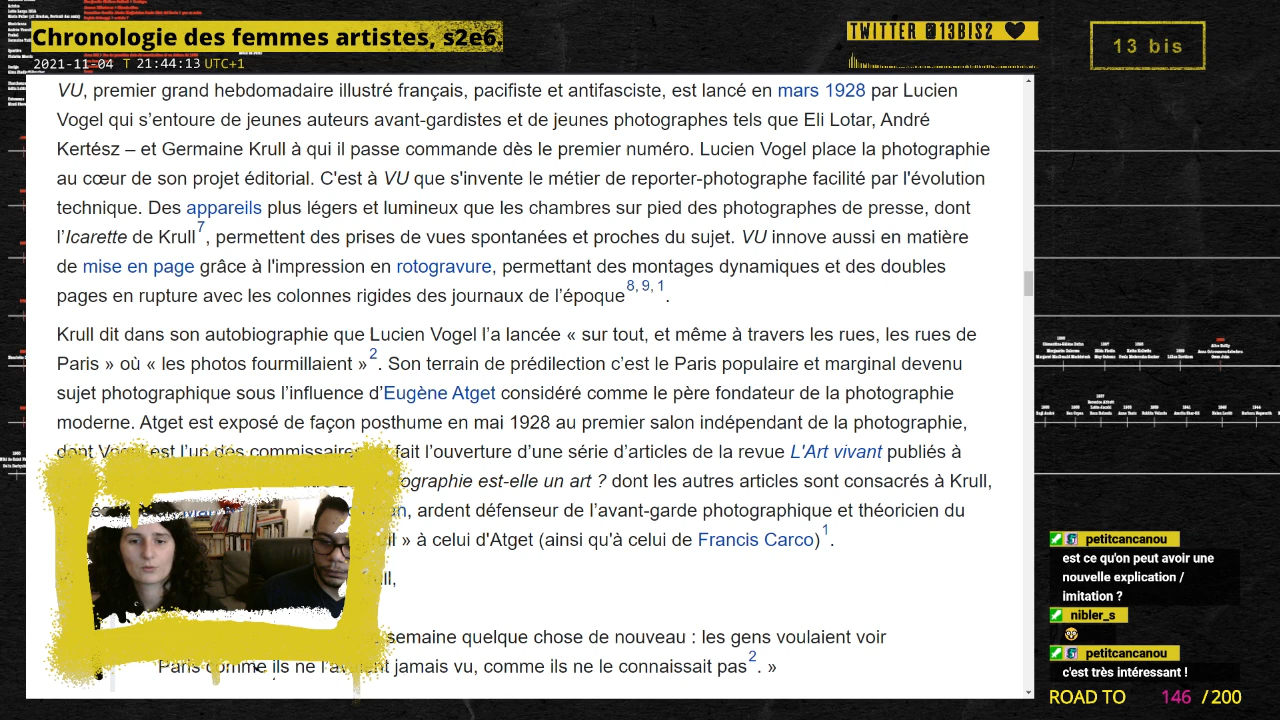 Chronologie des femmes artistes, s2e6
2021-11-04 T 21:44:13 UTC+1
TWITTER @13BIS2
13 bis
VU, premier grand hebdomadaire illustré français, pacifiste et antifasciste, est lancé en mars 1928 par Lucien
Vogel qui s’entoure de jeunes auteurs avant-gardistes et de jeunes photographes tels que Eli Lotar, André
Kertész – et Germaine Krull à qui il passe commande dès le premier numéro. Lucien Vogel place la photographie
au cœur de son projet éditorial. C'est à VU que s'invente le métier de reporter-photographe facilité par l'évolution
technique. Des appareils plus légers et lumineux que les chambres sur pied des photographes de presse, dont
l’Icarette de Krull7, permettent des prises de vues spontanées et proches du sujet. VU innove aussi en matière
de mise en page grâce à l'impression en rotogravure, permettant des montages dynamiques et des doubles
pages en rupture avec les colonnes rigides des journaux de l’époque8, 9, 1.
Krull dit dans son autobiographie que Lucien Vogel l’a lancée « sur tout, et même à travers les rues, les rues de
Paris » où « les photos fourmillaient »2. Son terrain de prédilection c’est le Paris populaire et marginal devenu
sujet photographique sous l’influence d’Eugène Atget considéré comme le père fondateur de la photographie
moderne. Atget est exposé de façon posthume en mai 1928 au premier salon indépendant de la photographie,
dont Vogel est l’un des commissaires fait l’ouverture d’une série d’articles de la revue L'Art vivant publiés à
est-elle un art ? dont les autres articles sont consacrés à Krull,
ardent défenseur de l’avant-garde photographique et théoricien du
» à celui d'Atget (ainsi qu'à celui de Francis Carco)1.
semaine quelque chose de nouveau : les gens voulaient voir
Paris comme ils ne l'avaient jamais vu, comme ils ne le connaissait pas2. »
petitcancanou
est ce qu'on peut avoir une
nouvelle explication /
imitation ?
nibler_s
petitcancanou
c'est très intéressant !
ROAD TO 146 / 200